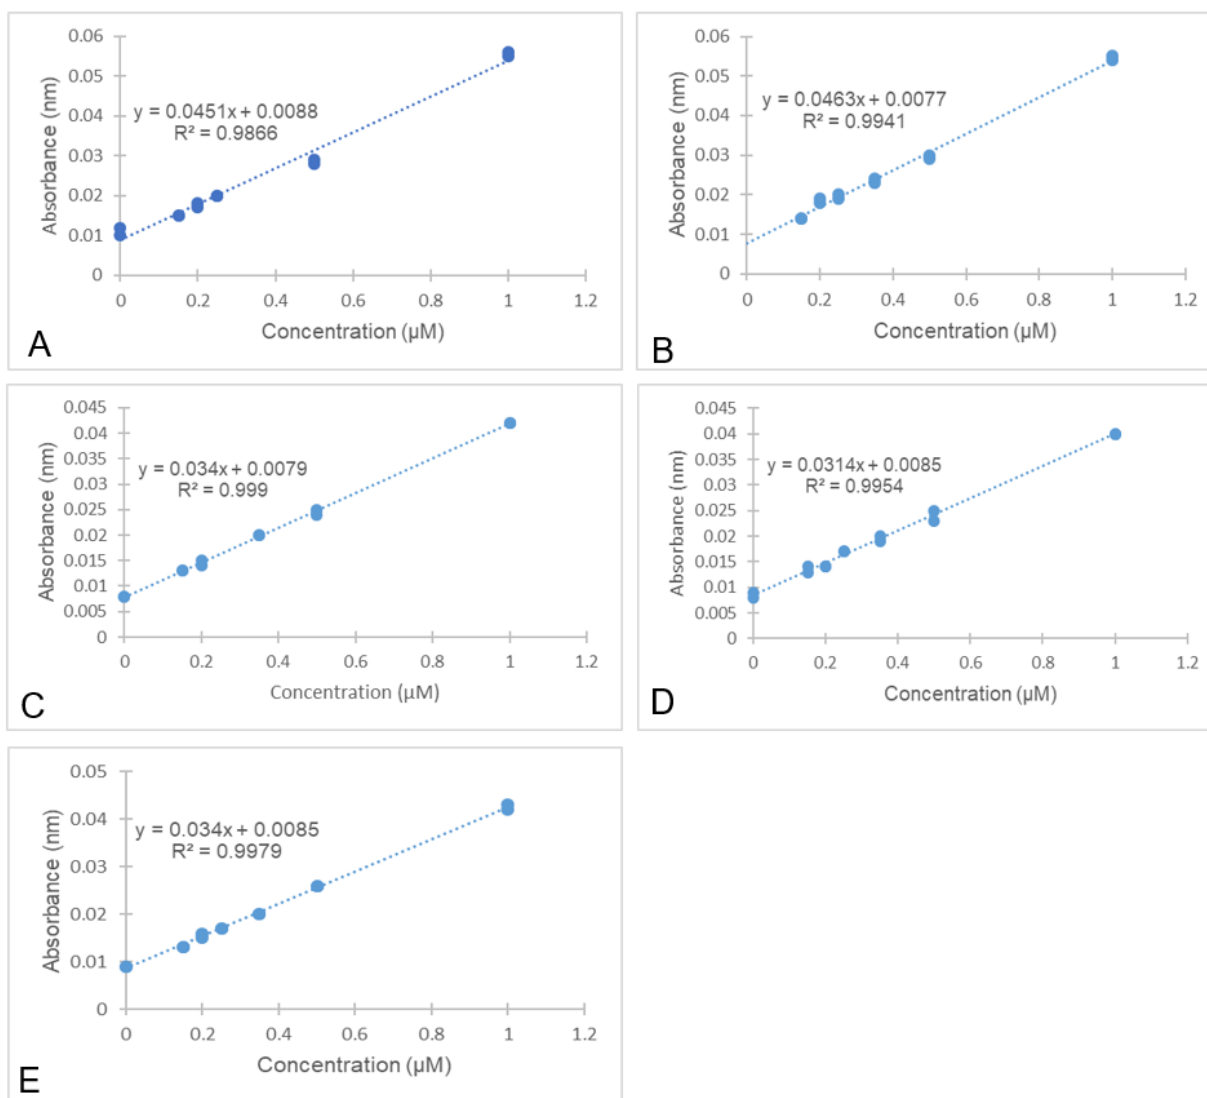 0.06
0.05
0.04
0.03
0.02
0.01
0
Absorbance (nm)
y = 0.0451x + 0.0088
R² = 0.9866
0 0.2 0.4 0.6 0.8 1 1.2
Concentration (µM)
A
0.06
0.05
0.04
0.03
0.02
0.01
0
Absorbance (nm)
y = 0.0463x + 0.0077
R² = 0.9941
0 0.2 0.4 0.6 0.8 1 1.2
Concentration (µM)
B
0.045
0.04
0.035
0.03
0.025
0.02
0.015
0.01
0.005
0
Absorbance (nm)
y = 0.034x + 0.0079
R² = 0.999
0 0.2 0.4 0.6 0.8 1 1.2
Concentration (µM)
C
0.045
0.04
0.035
0.03
0.025
0.02
0.015
0.01
0.005
0
Absorbance (nm)
y = 0.0314x + 0.0085
R² = 0.9954
0 0.2 0.4 0.6 0.8 1 1.2
Concentration (µM)
D
0.05
0.04
0.03
0.02
0.01
0
Absorbance (nm)
y = 0.034x + 0.0085
R² = 0.9979
0 0.2 0.4 0.6 0.8 1 1.2
Concentration (µM)
E